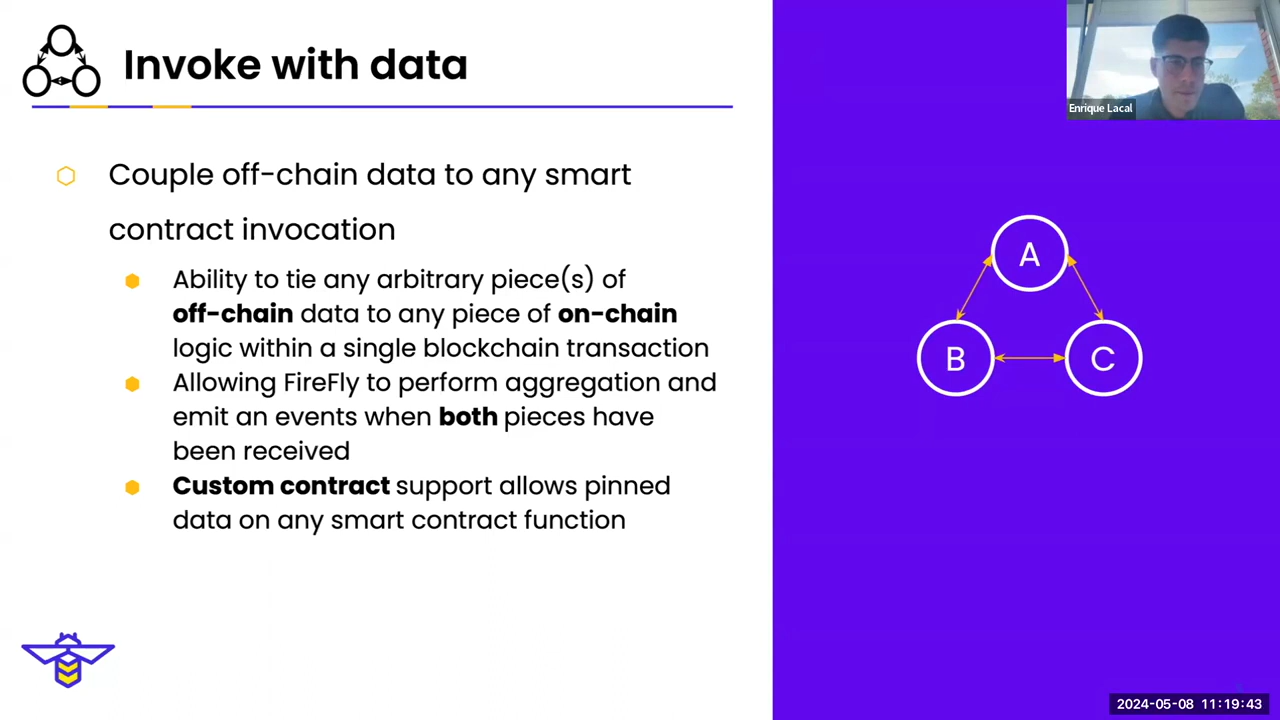 Invoke with data
Enrique Lacal
Couple off-chain data to any smart
contract invocation
Ability to tie any arbitrary piece(s) of
off-chain data to any piece of on-chain
logic within a single blockchain transaction
Allowing FireFly to perform aggregation and
emit an events when both pieces have
been received
Custom contract support allows pinned
data on any smart contract function
A
B
C
2024-05-08 11:19:43